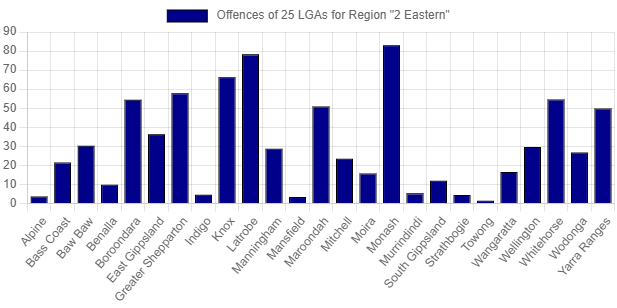 Offences of 25 LGAs for Region "2 Eastern"
90
80
70
60
50
40
30
20
10
0
Alpine
Bass Coast
Baw Baw
Benalla
Boroondara
East Gippsland
Greater Shepparton
Indigo
Knox
Latrobe
Manningham
Mansfield
Maroondah
Mitchell
Moira
Monash
Murrindindi
South Gippsland
Strathbogie
Towong
Wangaratta
Wellington
Whitehorse
Wodonga
Yarra Ranges